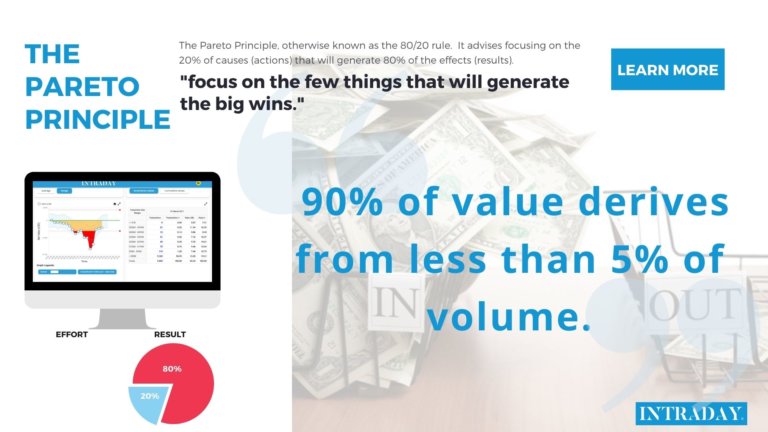 THE
PARETO
PRINCIPLE
The Pareto Principle, otherwise known as the 80/20 rule. It advises focusing on the
20% of causes (actions) that will generate 80% of the effects (results).
"focus on the few things that will generate
the big wins."
LEARN MORE
INTRADAY
90% of value derives
from less than 5% of
volume.
IN
OUT
EFFORT RESULT
80%
20%
INTRADAY